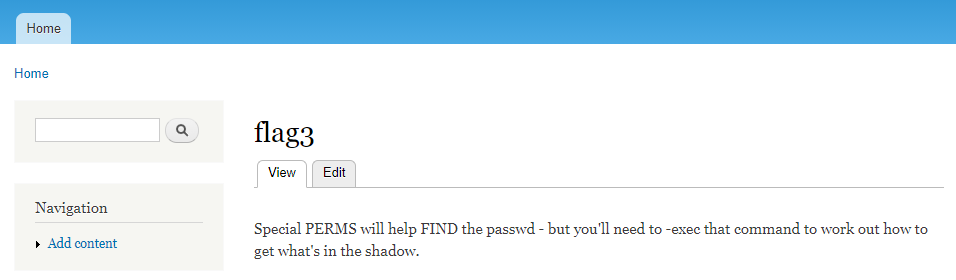 Home
Home
flag3
View Edit
Navigation
Add content
Special PERMS will help FIND the passwd - but you'll need to -exec that command to work out how to
get what's in the shadow.